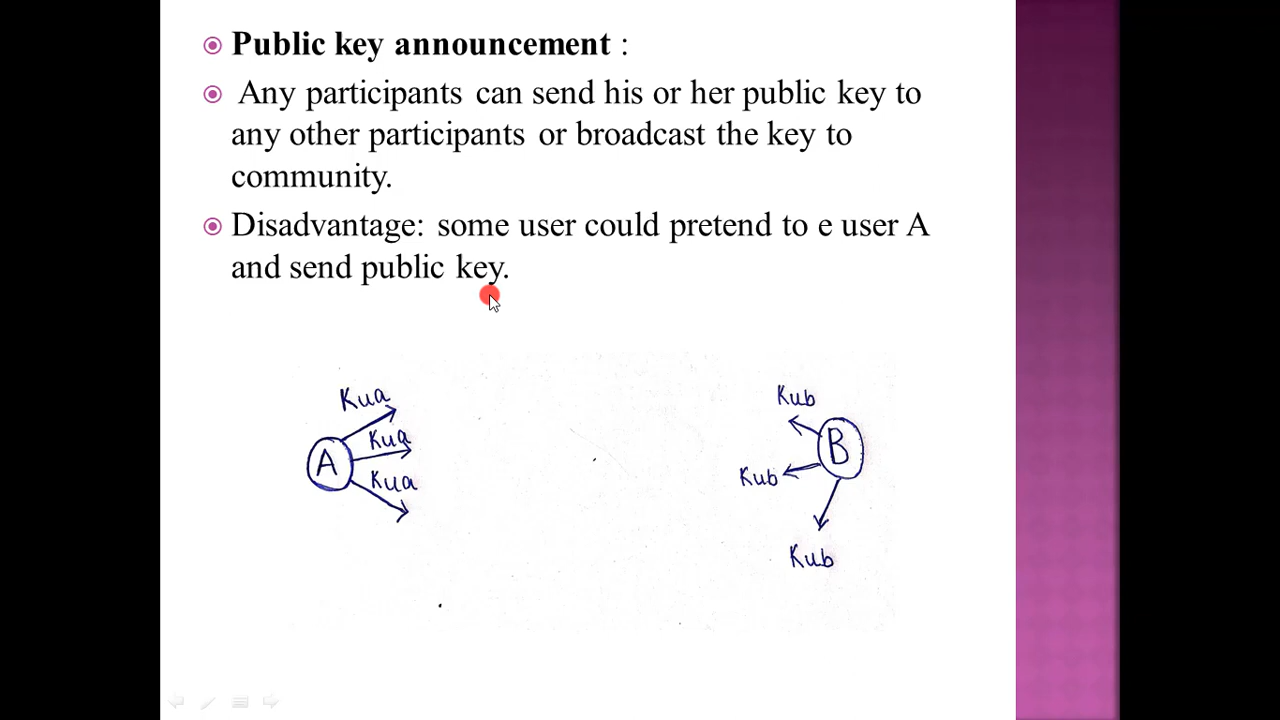 Public key announcement :
Any participants can send his or her public key to
any other participants or broadcast the key to
community.
Disadvantage: some user could pretend to e user A
and send public key.
Kua
Kua
A
Kua
Kub
B
Kub
Kub